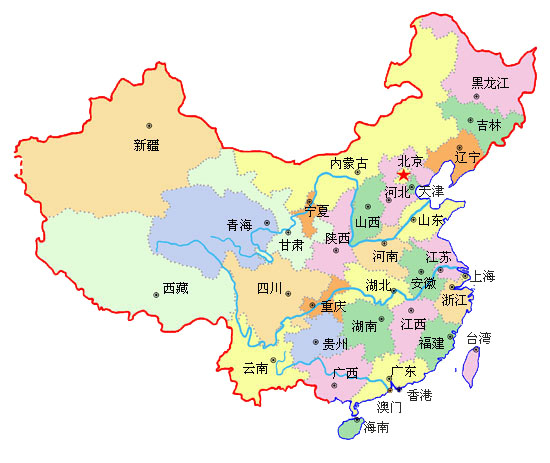 黑龙江
吉林
辽宁
内蒙古
北京
新疆
天津
河北
宁夏
山西
山东
青海
陕西
甘肃
河南
江苏
上海
安徽
西藏
四川
湖北
浙江
重庆
湖南
江西
贵州
福建
台湾
云南
广西
广东
香港
澳门
海南